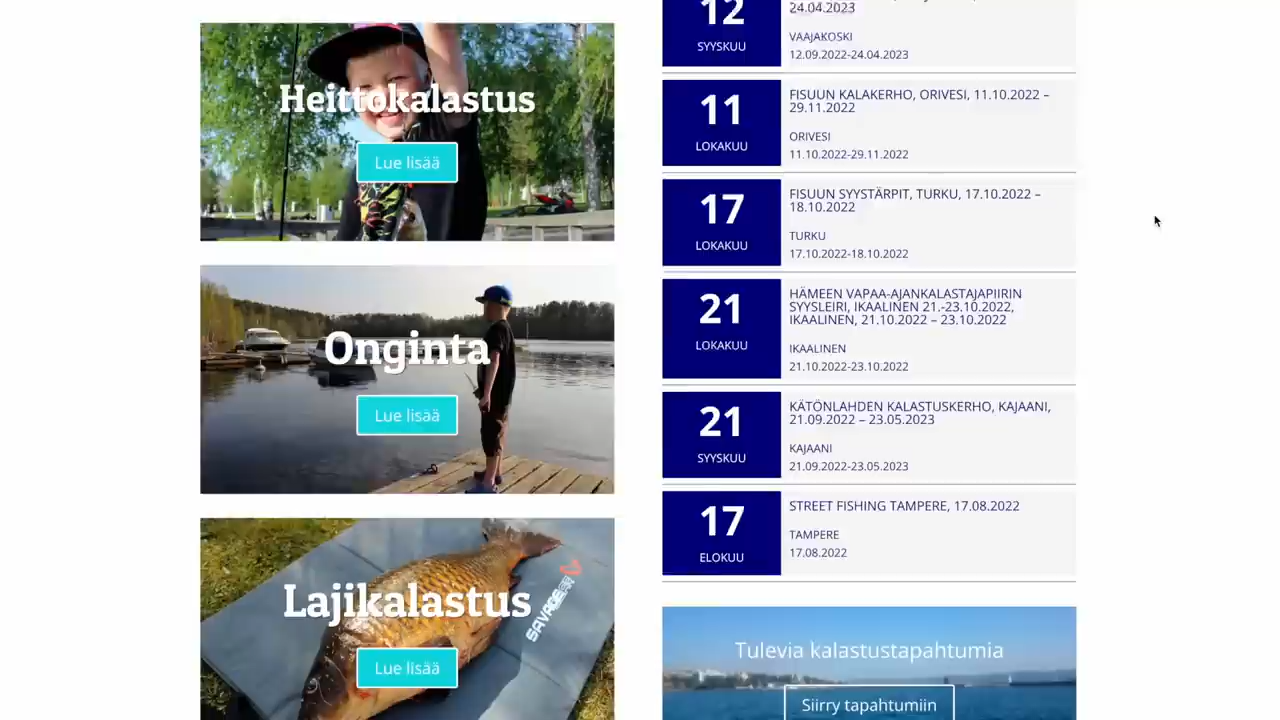 Heittokalastus
Lue lisää
Onginta
Lue lisää
SAVAGE
Lajikalastus
Lue lisää
12
SYYSKUU
24.04.2023
VAAJAKOSKI
12.09.2022-24.04.2023
11
LOKAKUU
FISUUN KALAKERHO, ORIVESI, 11.10.2022 –
29.11.2022
ORIVESI
11.10.2022-29.11.2022
17
LOKAKUU
FISUUN SYYSTÄRPIT, TURKU, 17.10.2022 –
18.10.2022
TURKU
17.10.2022-18.10.2022
21
LOKAKUU
HÄMEEN VAPAA-AJANKALASTAJAPIIRIN
SYYSLEIRI, IKAALINEN 21.-23.10.2022,
IKAALINEN, 21.10.2022 – 23.10.2022
IKAALINEN
21.10.2022-23.10.2022
21
SYYSKUU
KÄTÖNLAHDEN KALASTUSKERHO, KAJAANI,
21.09.2022 – 23.05.2023
KAJAANI
21.09.2022-23.05.2023
17
ELOKUU
STREET FISHING TAMPERE, 17.08.2022
TAMPERE
17.08.2022
Tulevia kalastustapahtumia
Siirry tapahtumiin